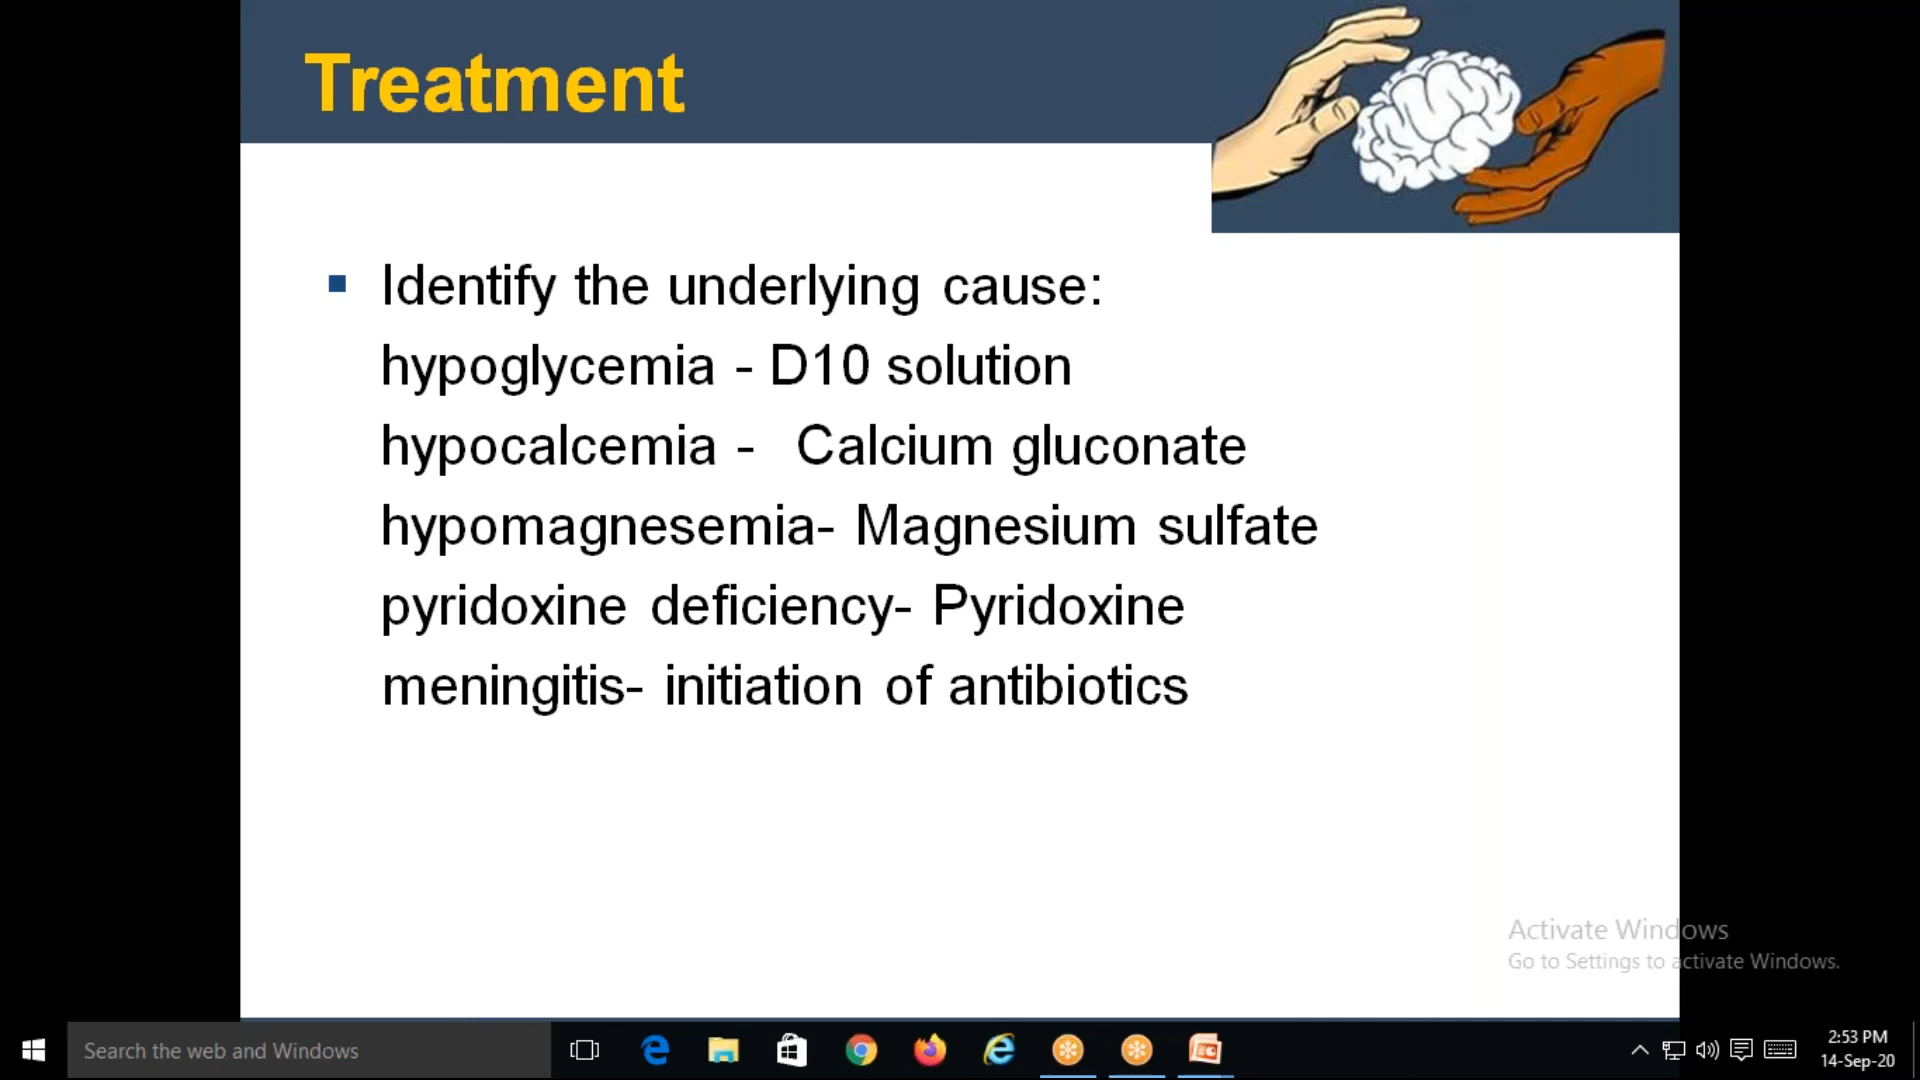 Treatment
▪ Identify the underlying cause:
hypoglycemia - D10 solution
hypocalcemia - Calcium gluconate
hypomagnesemia- Magnesium sulfate
pyridoxine deficiency- Pyridoxine
meningitis- initiation of antibiotics
Activate Windows
Go to Settings to activate Windows.
Search the web and Windows
2:53 PM
14-Sep-20